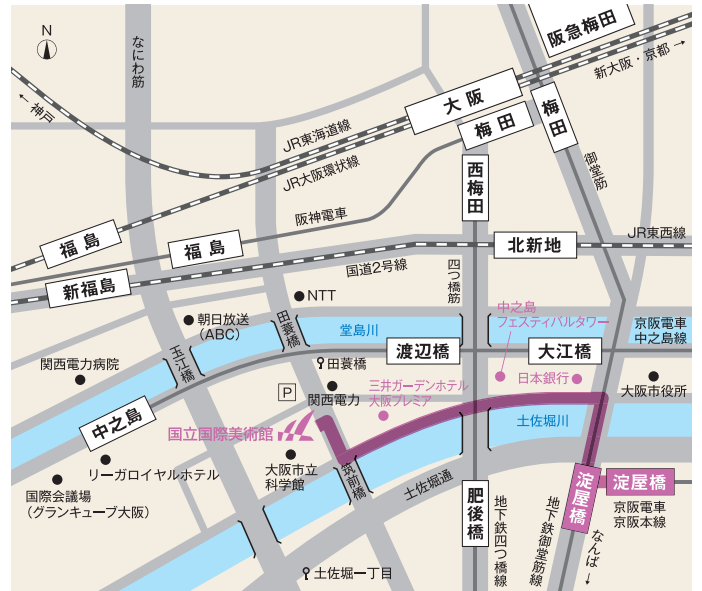 N
なにわ筋
阪急梅田
新大阪・京都→
←神戸
大阪
梅田
梅田
JR東海道線
JR大阪環状線
御堂筋
西梅田
阪神電車
福島
福島
JR東西線
北新地
国道2号線
新福島
四つ橋筋
NTT
中之島
フェスティバルタワー
朝日放送
(ABC)
田蓑橋
堂島川
京阪電車
中之島線
玉江橋
渡辺橋
大江橋
関西電力病院
田蓑橋
日本銀行
大阪市役所
P
関西電力
三井ガーデンホテル
大阪プレミア
中之島
国立国際美術館
土佐堀川
リーガロイヤルホテル
大阪市立
科学館
筑前橋
国際会議場
(グランキューブ大阪)
土佐堀通
肥後橋
淀屋橋
淀屋橋
京阪電車
京阪本線
地下鉄四つ橋線
地下鉄御堂筋線
なんば→
土佐堀一丁目